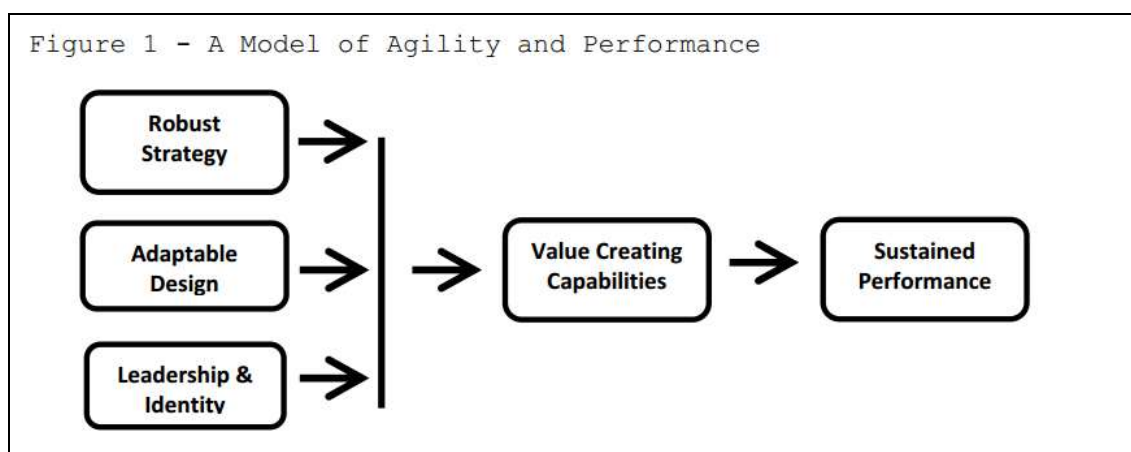 Figure 1 - A Model of Agility and Performance
Robust
Strategy
Adaptable
Design
Leadership &
Identity
Value Creating
Capabilities
Sustained
Performance